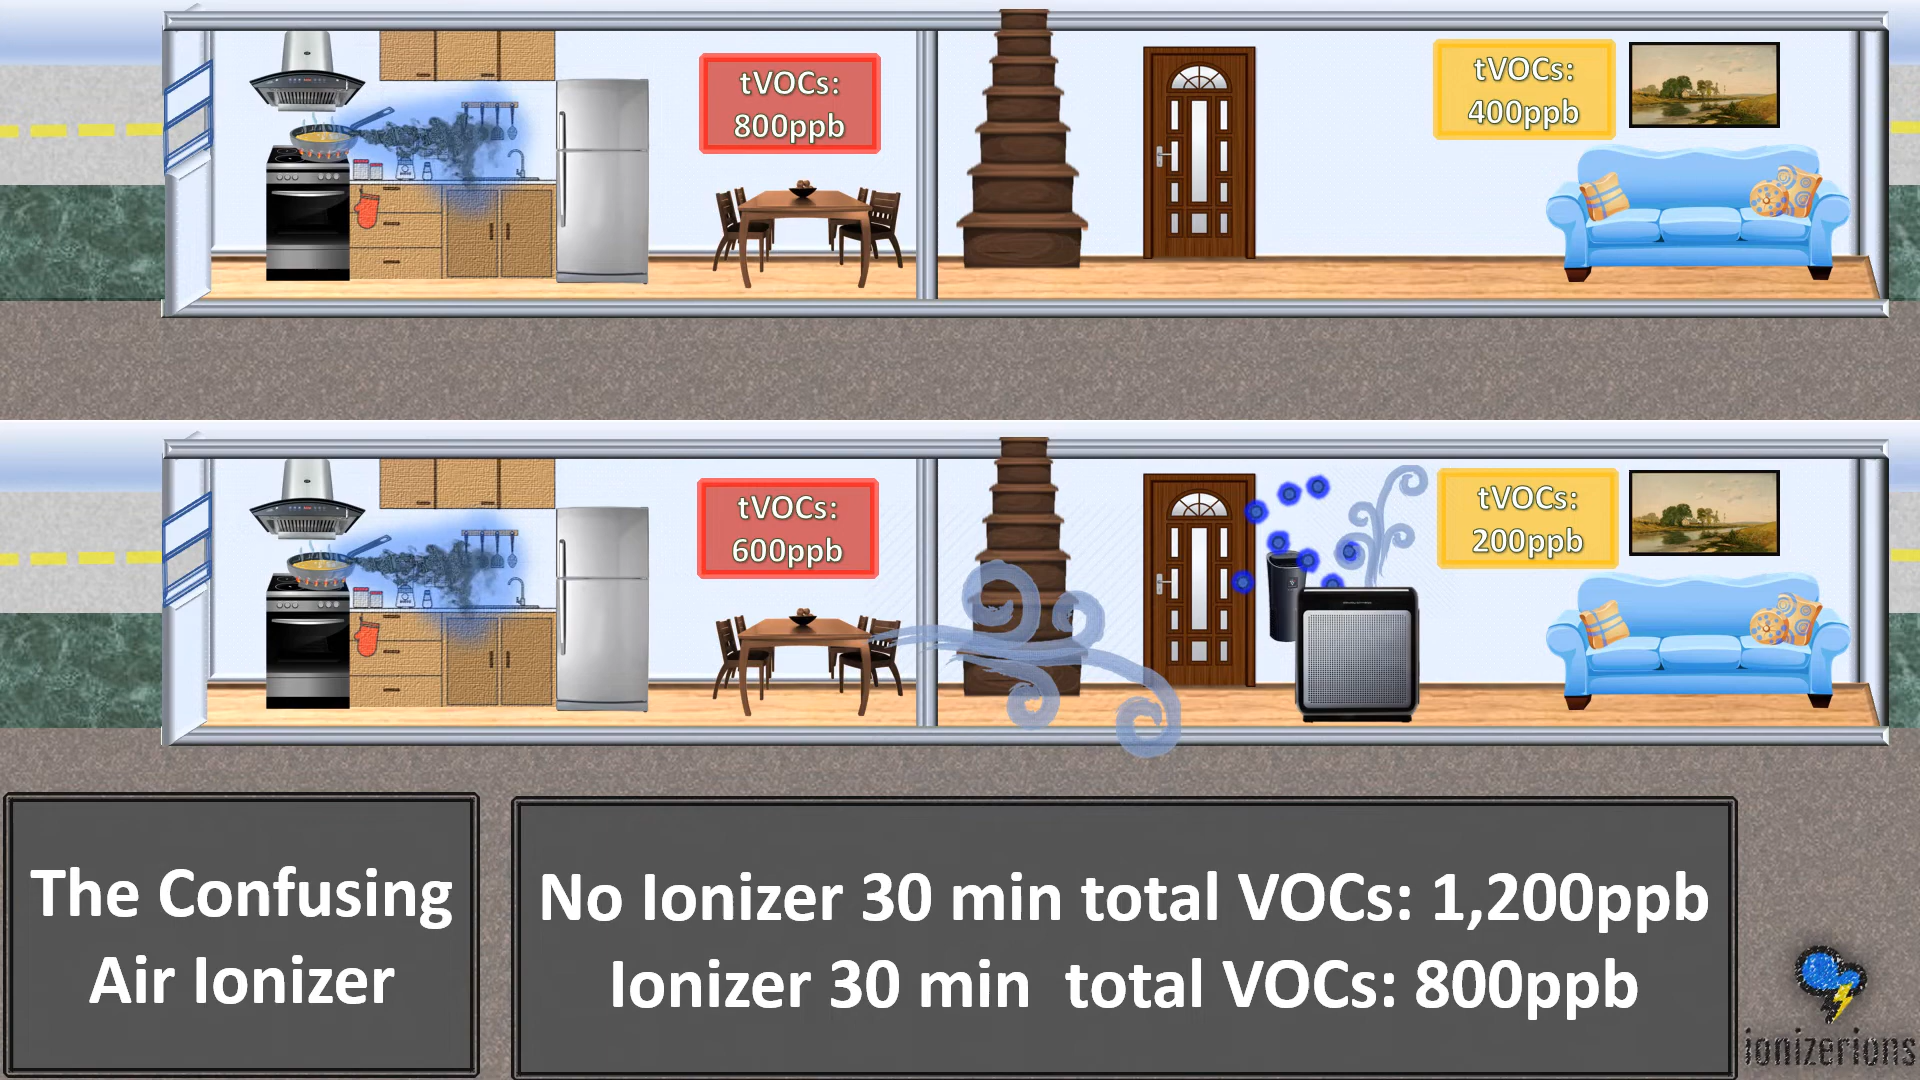 tVOCs:
800ppb
tVOCs:
400ppb
tVOCs:
600ppb
tVOCs:
200ppb
The Confusing
Air Ionizer
No Ionizer 30 min total VOCs: 1,200ppb
Ionizer 30 min  total VOCs: 800ppb
ionizerions